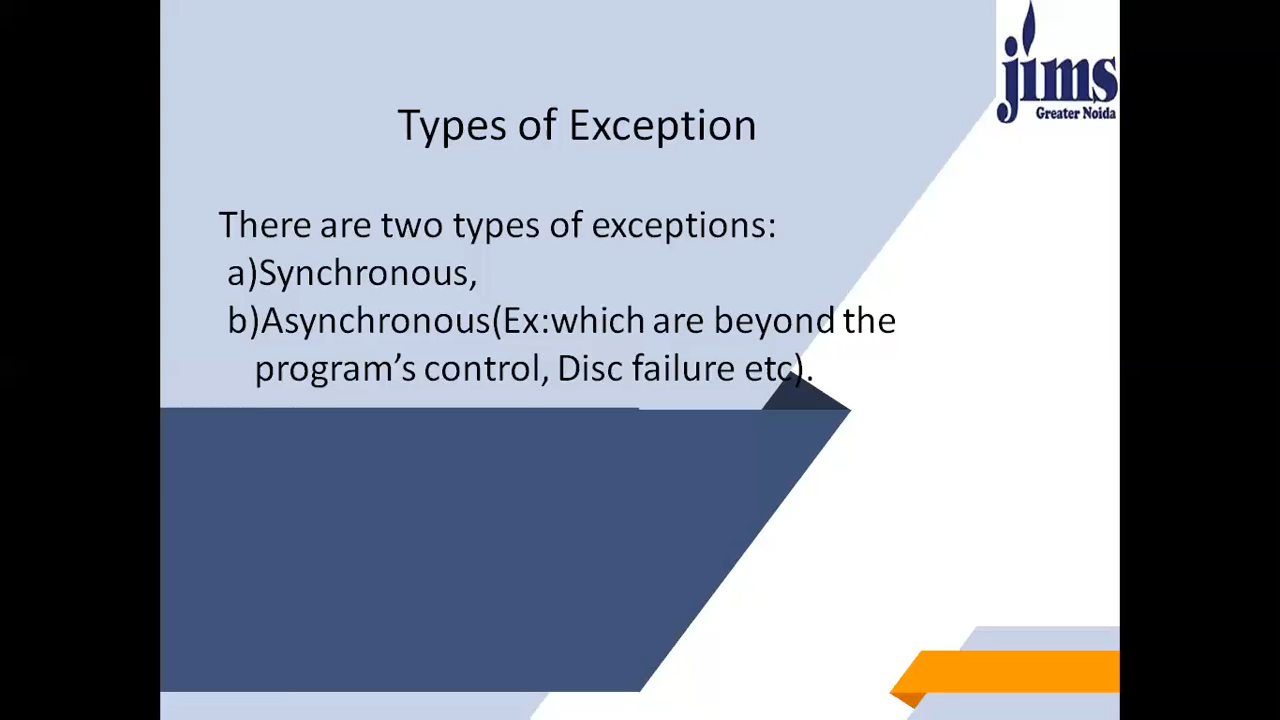 jims
Greater Noida
Types of Exception
There are two types of exceptions:
a)Synchronous,
b)Asynchronous(Ex:which are beyond the
program’s control, Disc failure etc).